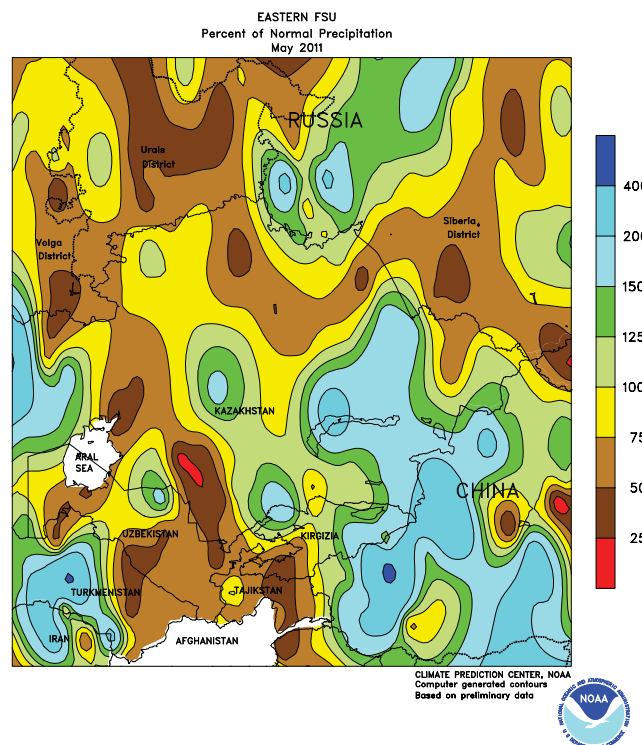 EASTERN FSU
Percent of Normal Precipitation
May 2011
RUSSIA
Urals
District
Siberia
District
Volga
District
KAZAKHSTAN
ARAL
SEA
CHINA
UZBEKISTAN
KIRGIZIA
TURKMENISTAN
TAJIKSTAN
IRAN
AFGHANISTAN
400
200
150
125
100
75
50
25
CLIMATE PREDICTION CENTER, NOAA
Computer generated contours
Based on preliminary data
NOAA